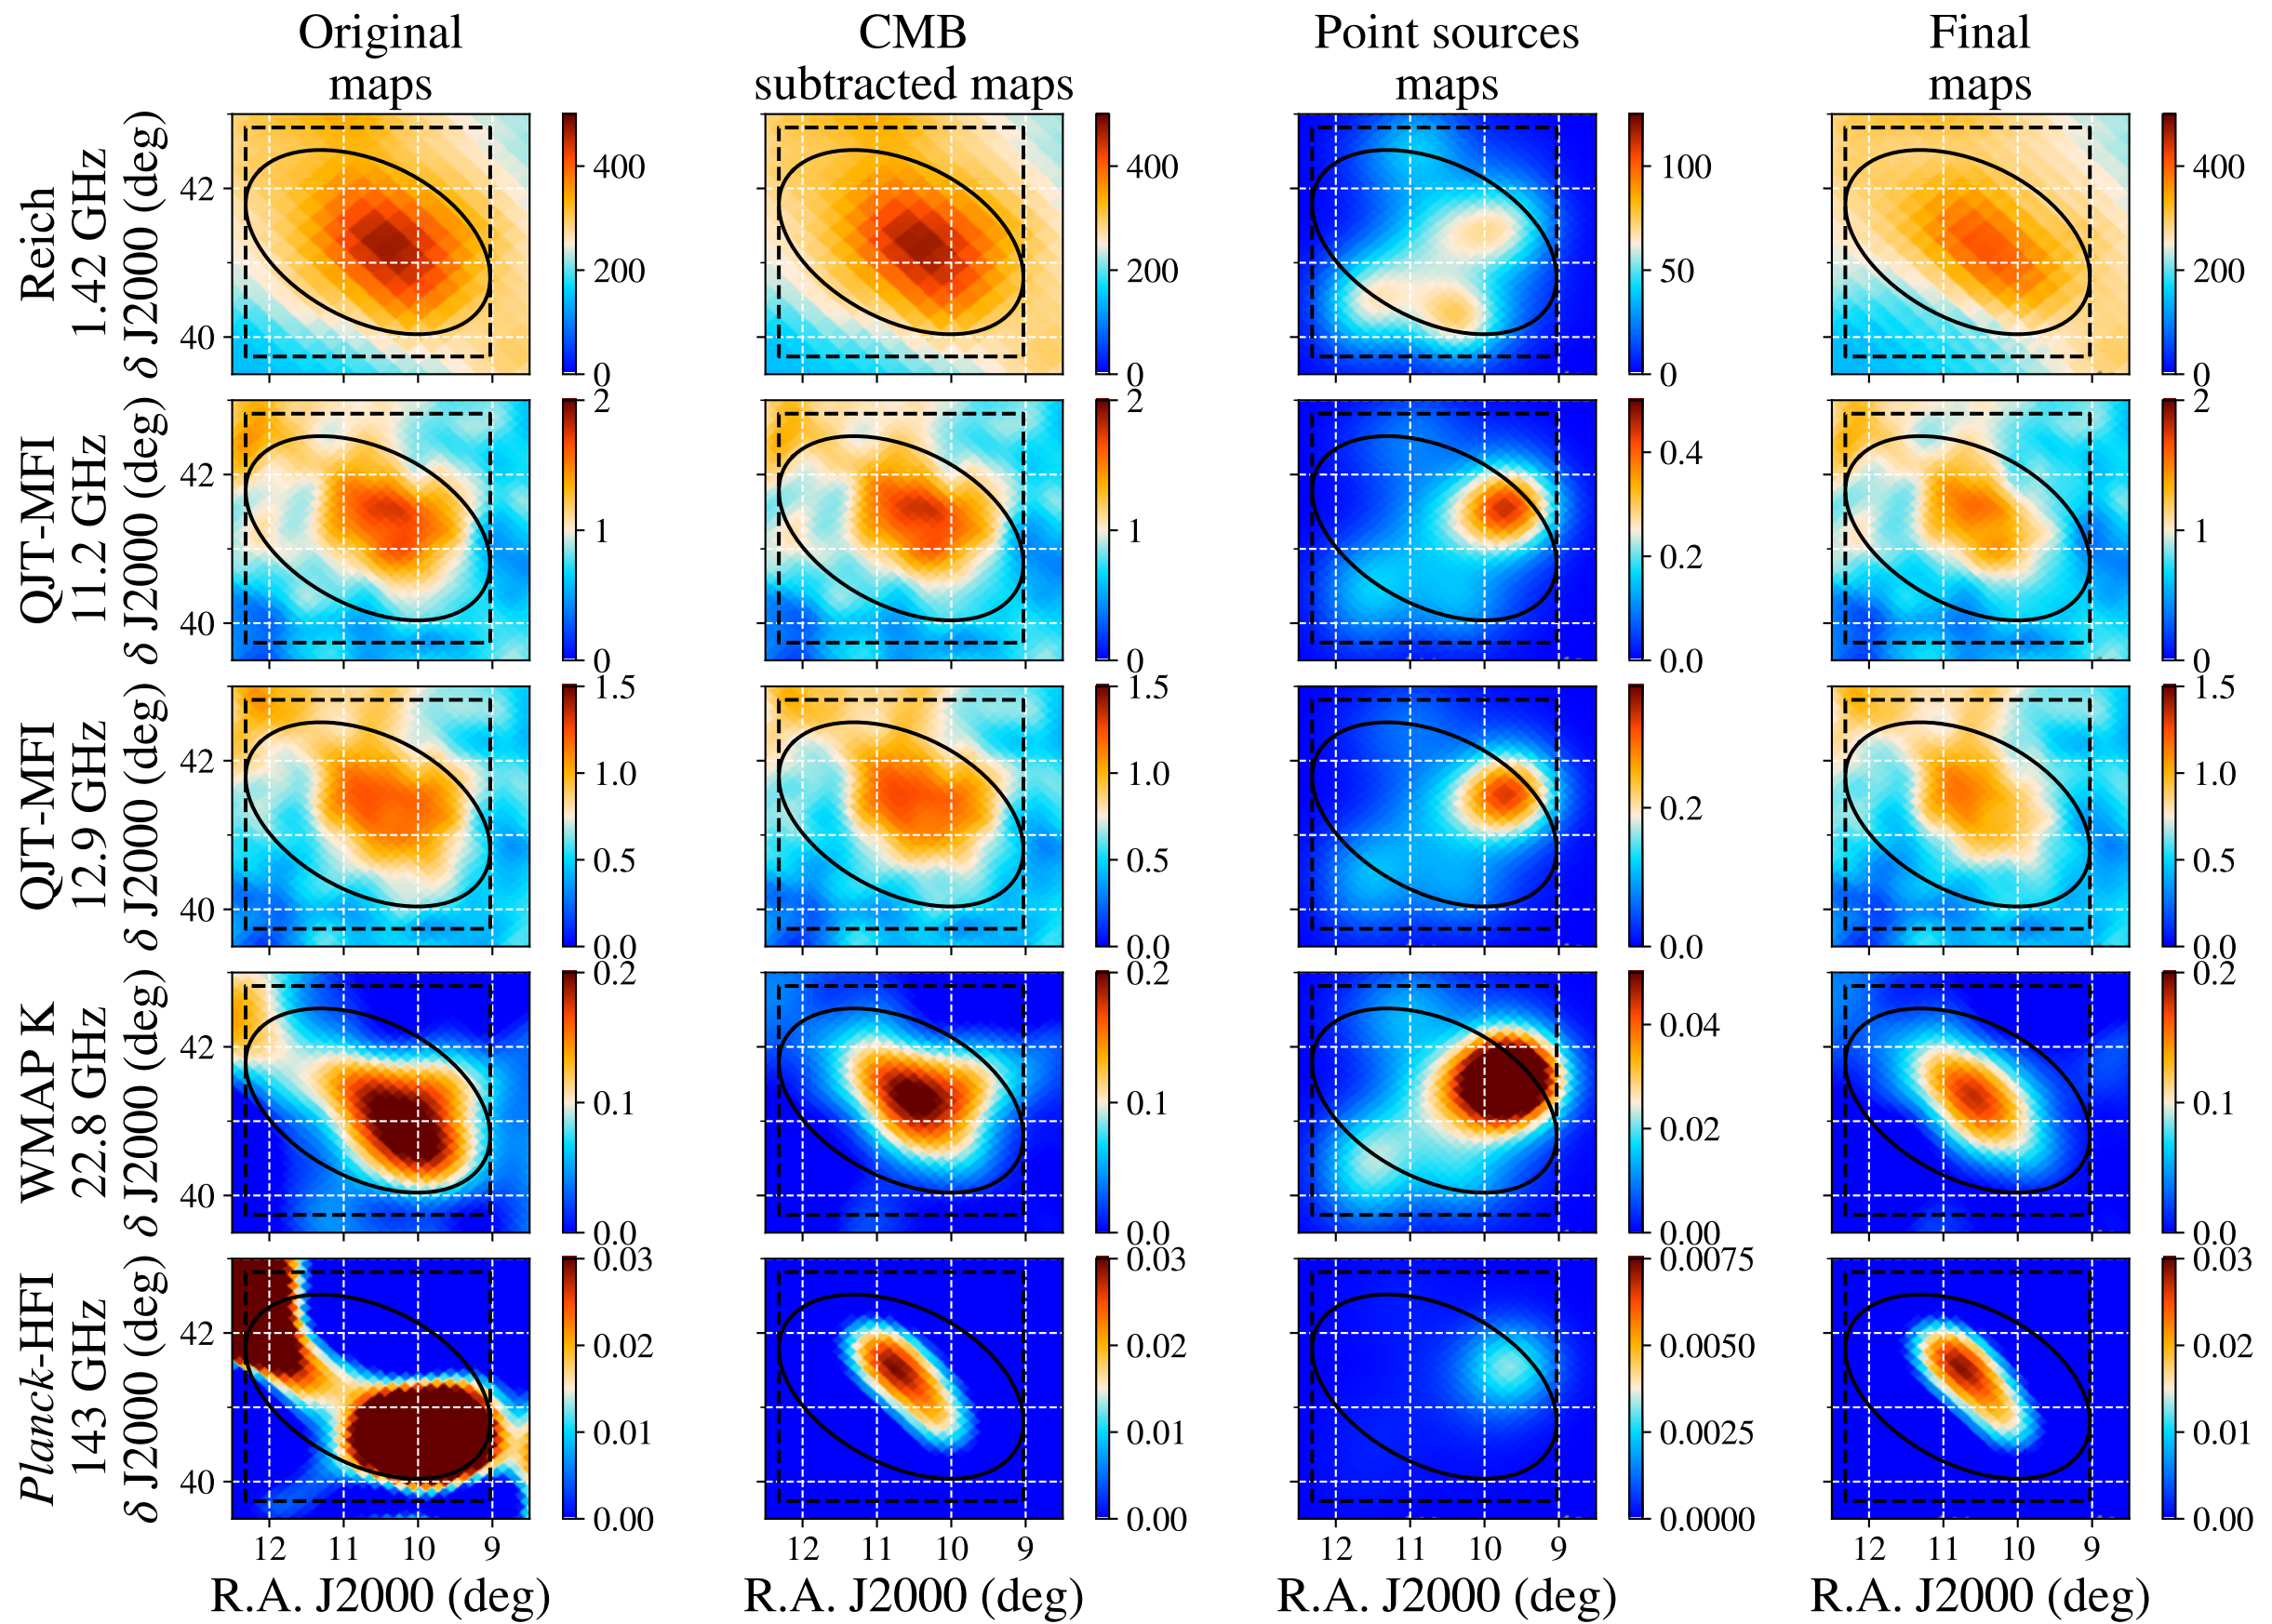 Original
maps
CMB
subtracted maps
Point sources
maps
Final
maps
Reich
1.42 GHz
δ J2000 (deg)
42
40
400
200
0
400
200
0
100
50
0
400
200
0
QJT-MFI
11.2 GHz
δ J2000 (deg)
42
40
2
1
0
2
1
0
0.4
0.2
0.0
2
1
0
QJT-MFI
12.9 GHz
δ J2000 (deg)
42
40
1.5
1.0
0.5
0.0
1.5
1.0
0.5
0.0
0.2
0.0
1.5
1.0
0.5
0.0
WMAP K
22.8 GHz
δ J2000 (deg)
42
40
0.2
0.1
0.0
0.2
0.1
0.0
0.04
0.02
0.00
0.2
0.1
0.0
Planck-HFI
143 GHz
δ J2000 (deg)
42
40
0.03
0.02
0.01
0.00
0.03
0.02
0.01
0.00
0.0075
0.0050
0.0025
0.0000
0.03
0.02
0.01
0.00
12 11 10 9
12 11 10 9
12 11 10 9
12 11 10 9
R.A. J2000 (deg)
R.A. J2000 (deg)
R.A. J2000 (deg)
R.A. J2000 (deg)